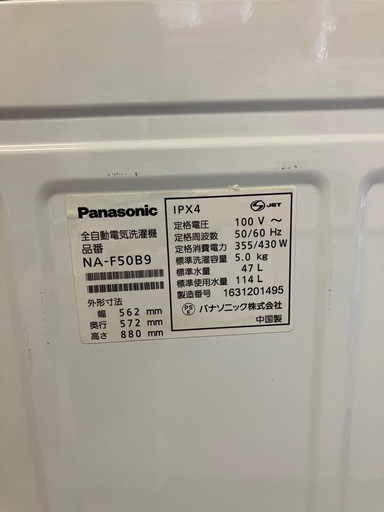 Panasonic
全自動電気洗濯機
品番
NA-F50B9
外形寸法
幅 562 mm
奥行 572 mm
高さ 880 mm
IPX4
S JET
定格電圧 100 V ～
定格周波数 50/60 Hz
定格消費電力 355/430 W
標準洗濯容量 5.0 kg
標準水量 47 L
標準使用水量 114 L
製造番号 1631201495
PS E パナソニック株式会社
中国製